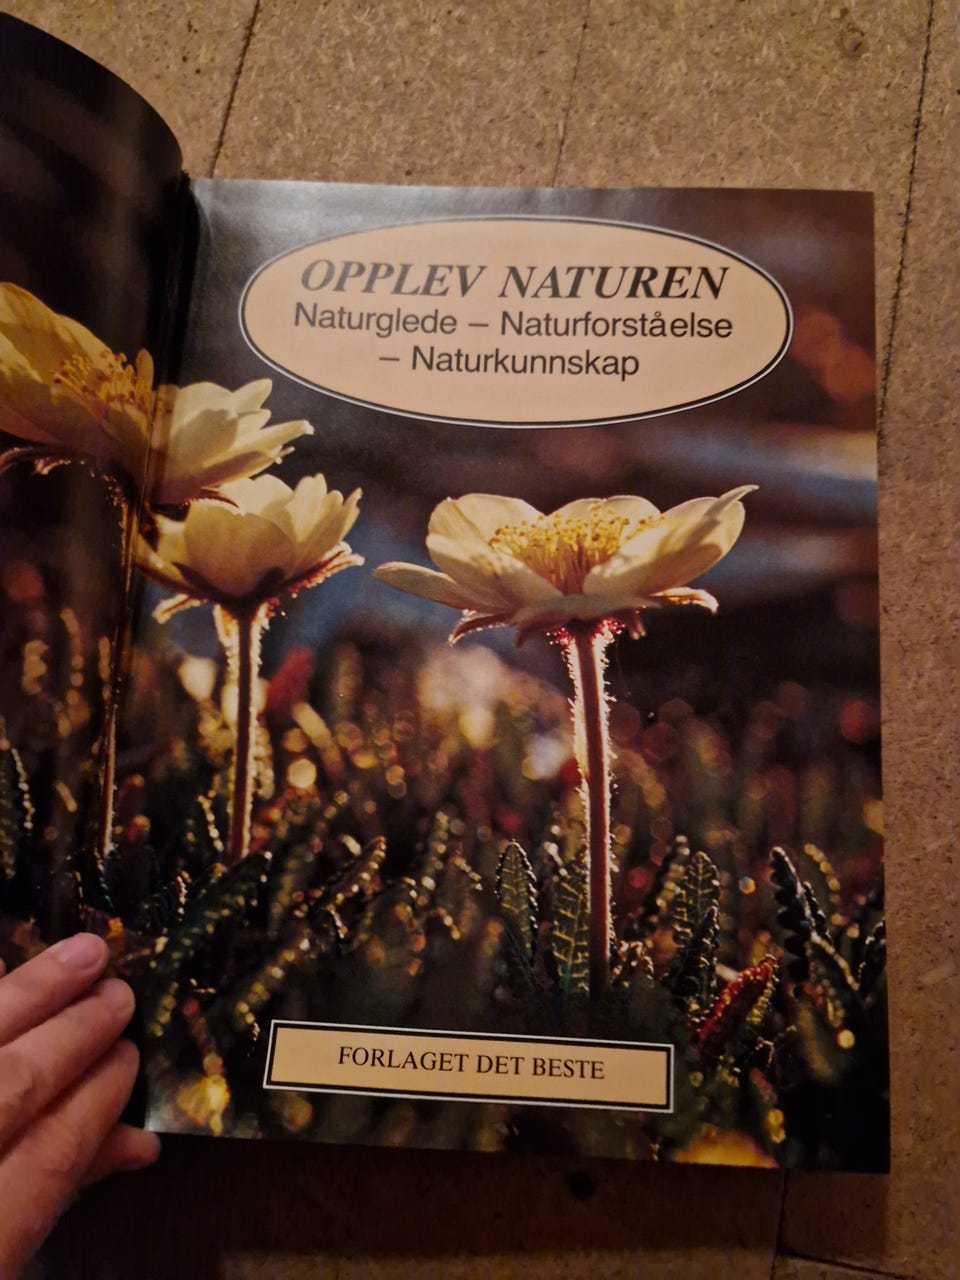 OPPLEV NATUREN
Naturglede – Naturforståelse
– Naturkunnskap
FORLAGET DET BESTE